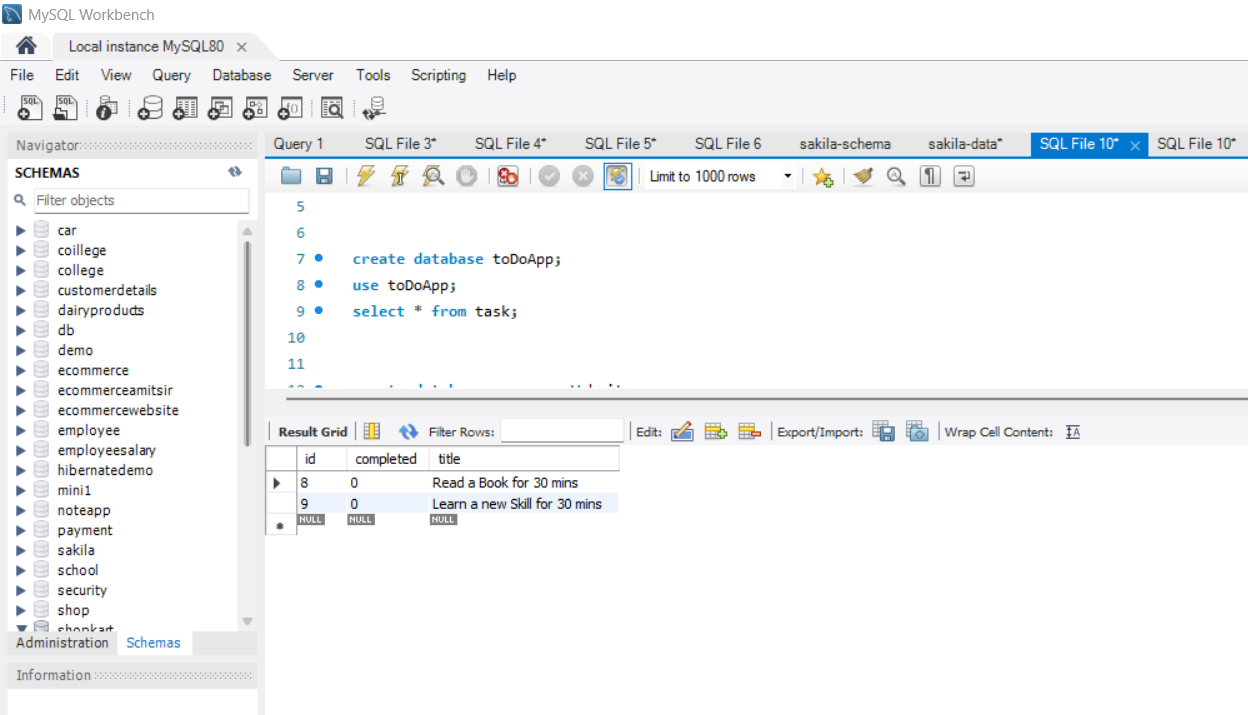 MySQL Workbench
Local instance MySQL80
File Edit View Query Database Server Tools Scripting Help
Navigator
SCHEMAS
Filter objects
car
coillege
college
customerdetails
dairyproducts
db
demo
ecommerce
ecommerceamitsir
ecommercewebsite
employee
employeesalary
hibernatedemo
mini1
noteapp
payment
sakila
school
security
shop
shopkart
Administration Schemas
Information
Query 1 SQL File 3* SQL File 4* SQL File 5* SQL File 6 sakila-schema sakila-data* SQL File 10* SQL File 10*
Limit to 1000 rows
5
6
7 create database toDoApp;
8 use toDoApp;
9 select * from task;
10
11
Result Grid Filter Rows: Edit: Export/Import: Wrap Cell Content: IA
id completed title
8 0 Read a Book for 30 mins
9 0 Learn a new Skill for 30 mins
NULL NULL NULL